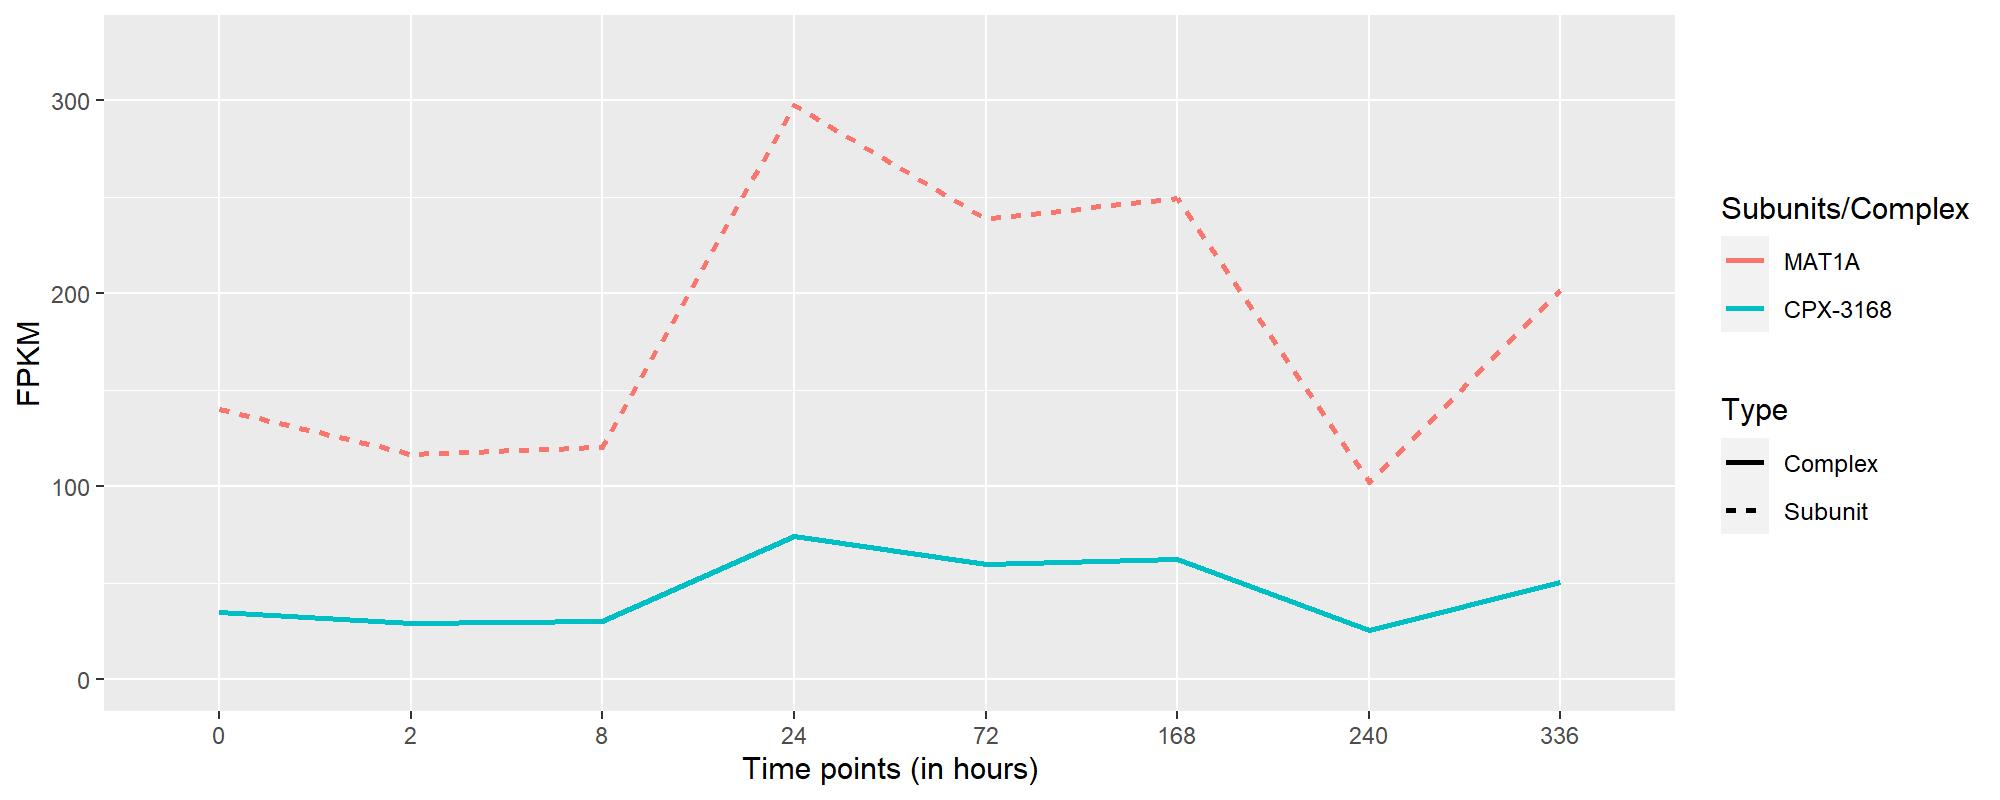 300
200
100
0
FPKM
0 2 8 24 72 168 240 336
Time points (in hours)
Subunits/Complex
MAT1A
CPX-3168
Type
Complex
Subunit